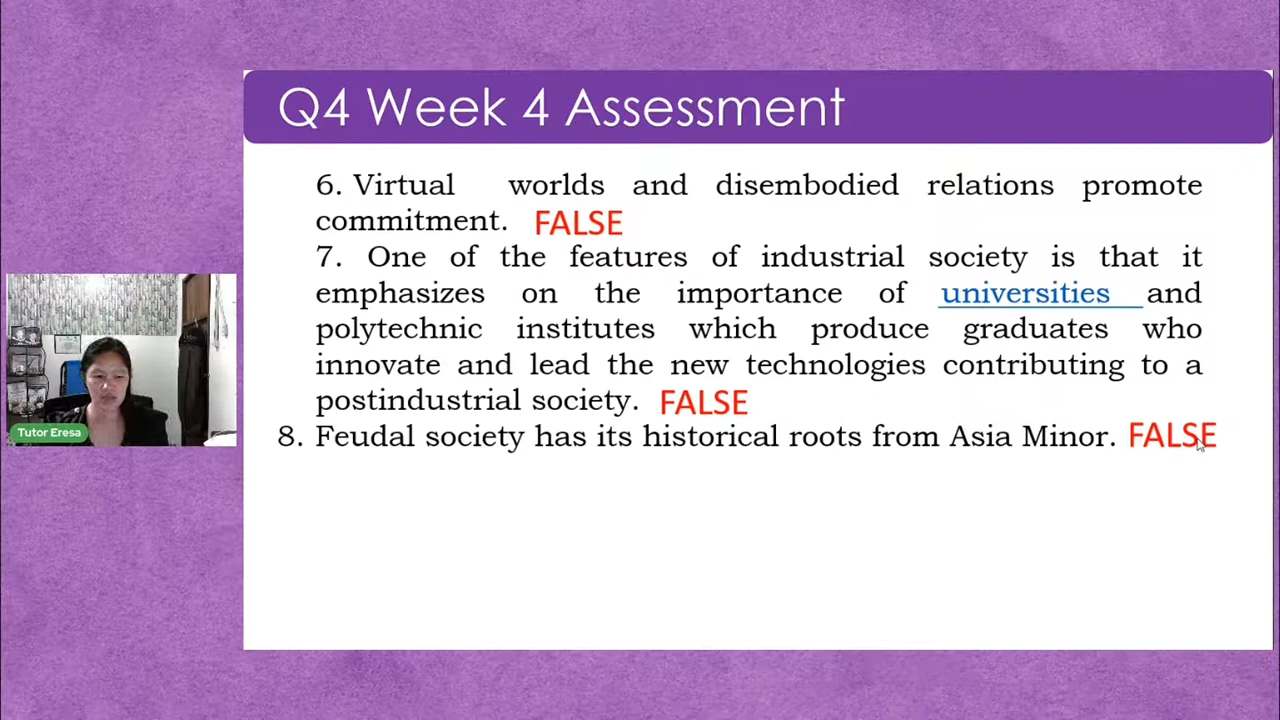 Q4 Week 4 Assessment
6. Virtual worlds and disembodied relations promote
commitment. FALSE
7. One of the features of industrial society is that it
emphasizes on the importance of universities and
polytechnic institutes which produce graduates who
innovate and lead the new technologies contributing to a
postindustrial society. FALSE
8. Feudal society has its historical roots from Asia Minor. FALSE
Tutor Eresa